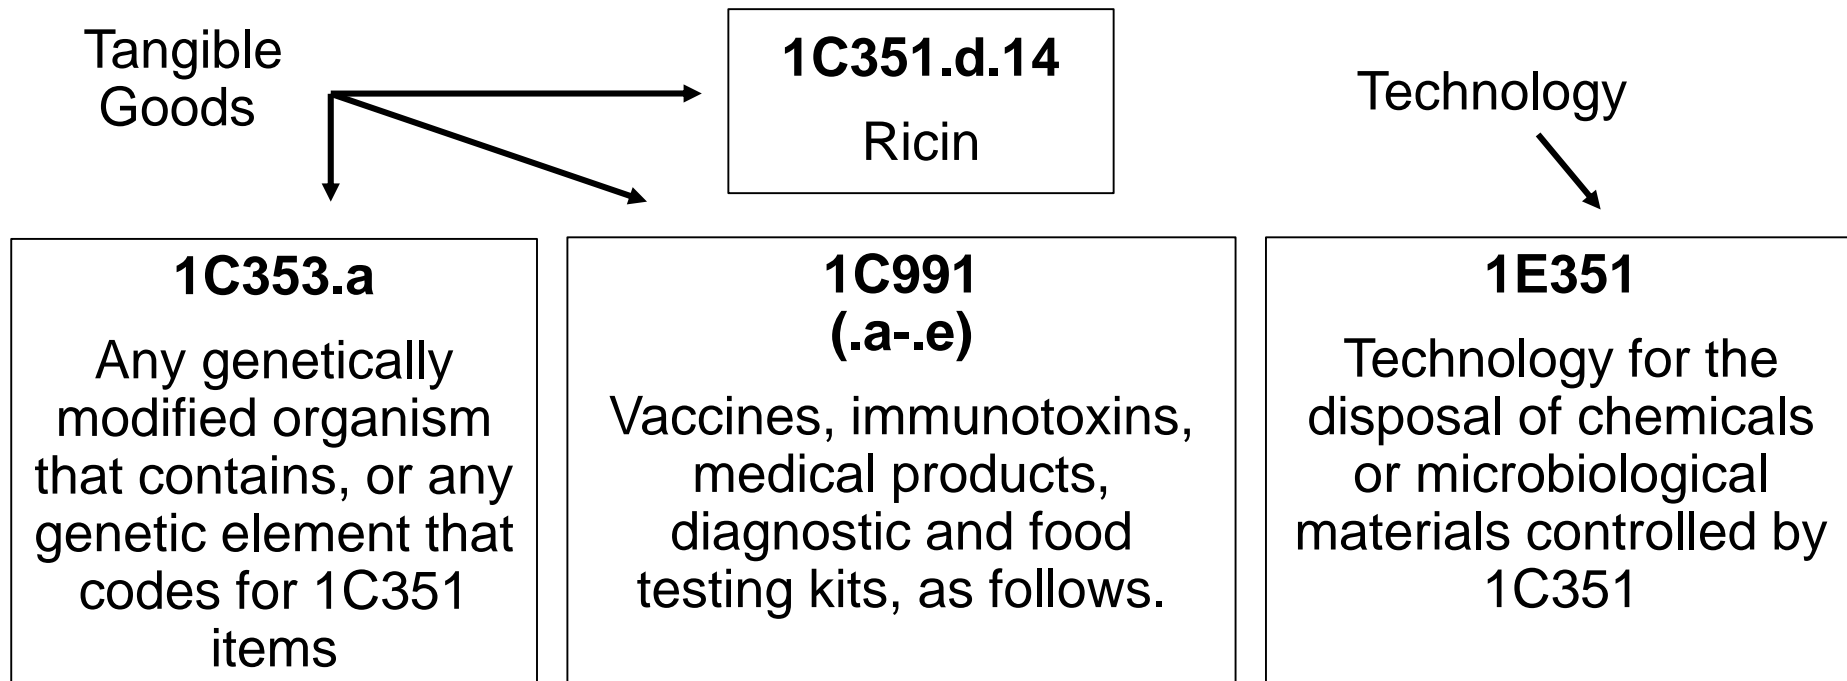 Tangible
Goods
1C351.d.14
Ricin
Technology
1C353.a
Any genetically
modified organism
that contains, or any
genetic element that
codes for 1C351
items
1C991
(.a-.e)
Vaccines, immunotoxins,
medical products,
diagnostic and food
testing kits, as follows.
1E351
Technology for the
disposal of chemicals
or microbiological
materials controlled by
1C351